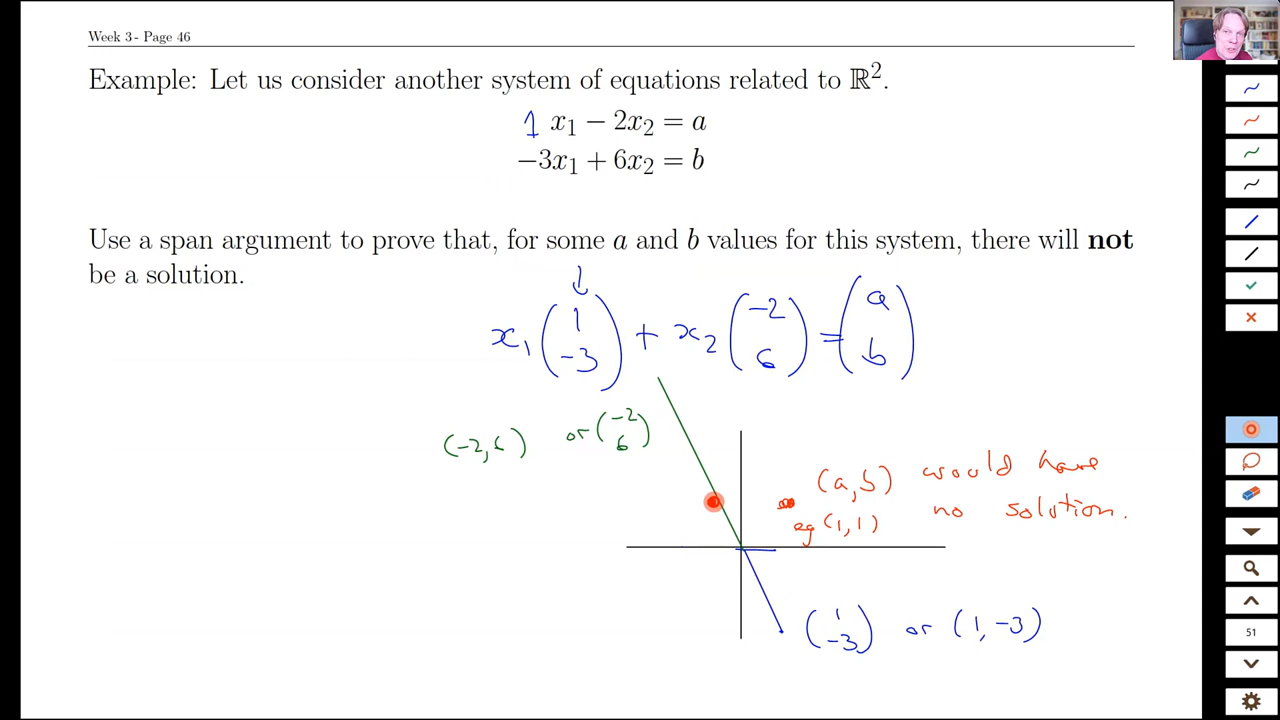 Week 3 - Page 46
Example: Let us consider another system of equations related to ℝ².
1 x₁ − 2x₂ = a
−3x₁ + 6x₂ = b
Use a span argument to prove that, for some a and b values for this system, there will not
be a solution.
x₁ (1 −3) + x₂ (−2 6) = (a b)
(−2, 6) or (−2 6)
(a, b) would have
eg (1, 1) no solution.
(1 −3) or (1, −3)
51